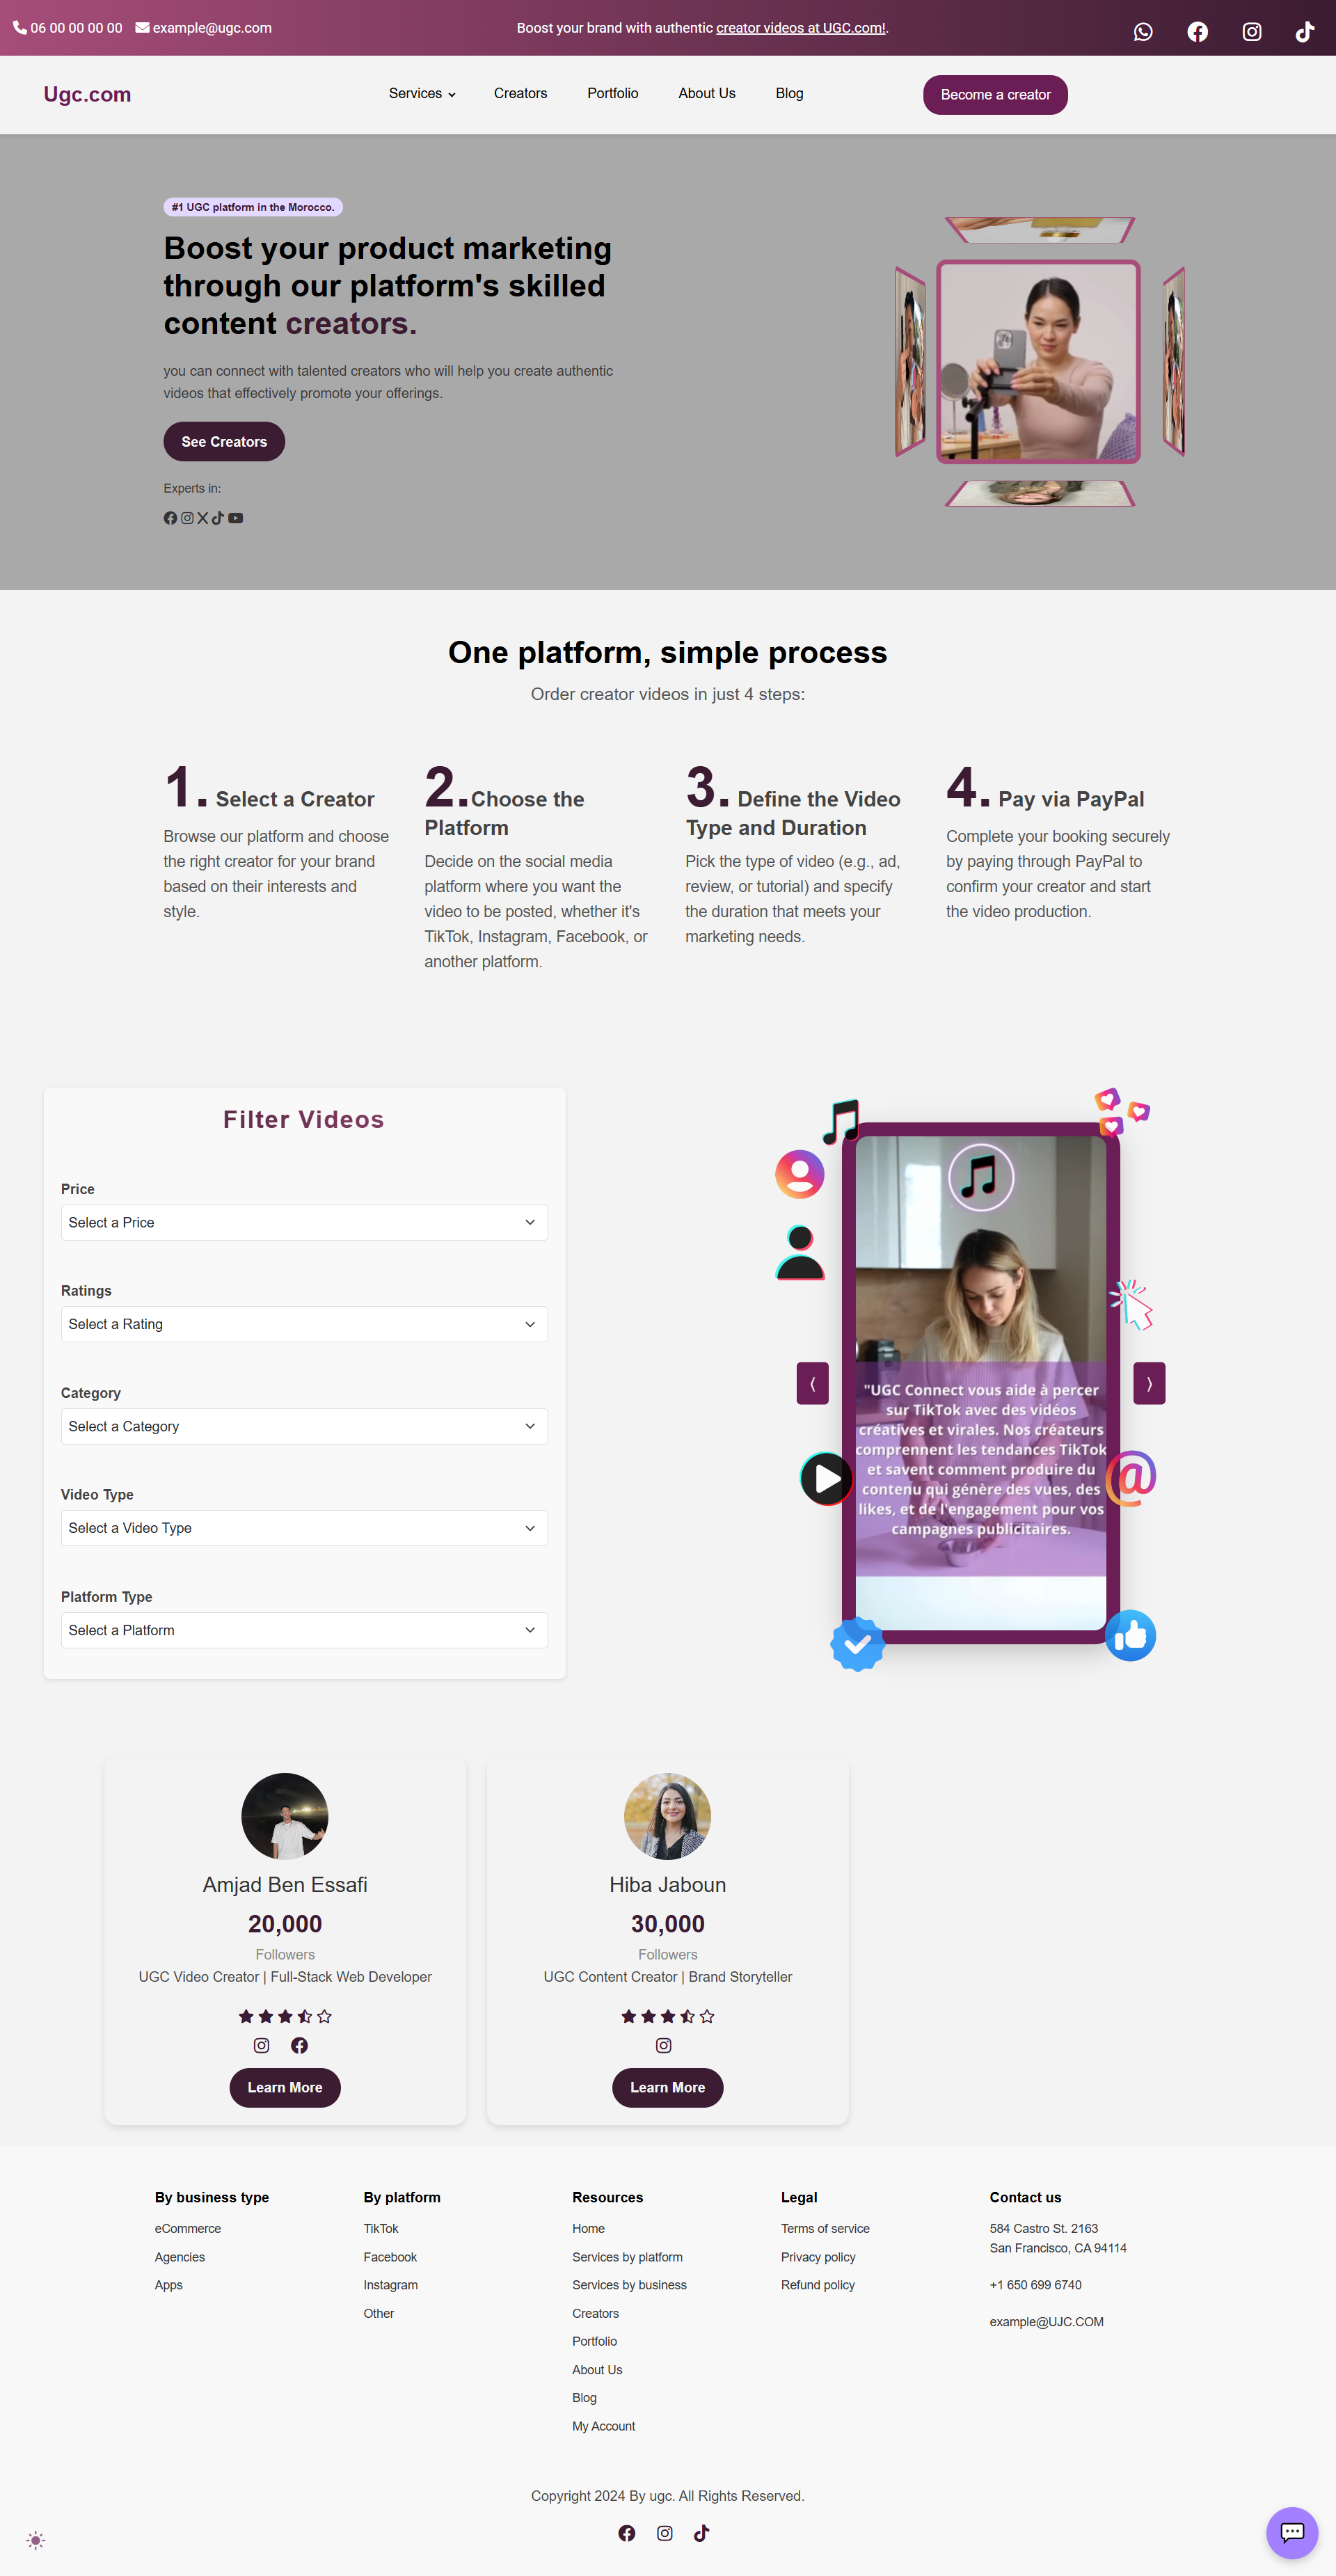 06 00 00 00 00
example@ugc.com
Boost your brand with authentic creator videos at UGC.com!.
Ugc.com
Services
Creators
Portfolio
About Us
Blog
Become a creator
#1 UGC platform in the Morocco.
Boost your product marketing
through our platform's skilled
content creators.
you can connect with talented creators who will help you create authentic
videos that effectively promote your offerings.
See Creators
Experts in:
One platform, simple process
Order creator videos in just 4 steps:
1. Select a Creator
Browse our platform and choose
the right creator for your brand
based on their interests and
style.
2.Choose the
Platform
Decide on the social media
platform where you want the
video to be posted, whether it's
TikTok, Instagram, Facebook, or
another platform.
3. Define the Video
Type and Duration
Pick the type of video (e.g., ad,
review, or tutorial) and specify
the duration that meets your
marketing needs.
4. Pay via PayPal
Complete your booking securely
by paying through PayPal to
confirm your creator and start
the video production.
Filter Videos
Price
Select a Price
Ratings
Select a Rating
Category
Select a Category
Video Type
Select a Video Type
Platform Type
Select a Platform
"UGC Connect vous aide à percer
sur TikTok avec des vidéos
créatives et virales. Nos créateurs
comprennent les tendances TikTok
et savent comment produire du
contenu qui génère des vues, des
likes, et de l'engagement pour vos
campagnes publicitaires.
Amjad Ben Essafi
20,000
Followers
UGC Video Creator | Full-Stack Web Developer
Learn More
Hiba Jaboun
30,000
Followers
UGC Content Creator | Brand Storyteller
Learn More
By business type
eCommerce
Agencies
Apps
By platform
TikTok
Facebook
Instagram
Other
Resources
Home
Services by platform
Services by business
Creators
Portfolio
About Us
Blog
My Account
Legal
Terms of service
Privacy policy
Refund policy
Contact us
584 Castro St. 2163
San Francisco, CA 94114
+1 650 699 6740
example@UJC.COM
Copyright 2024 By ugc. All Rights Reserved.